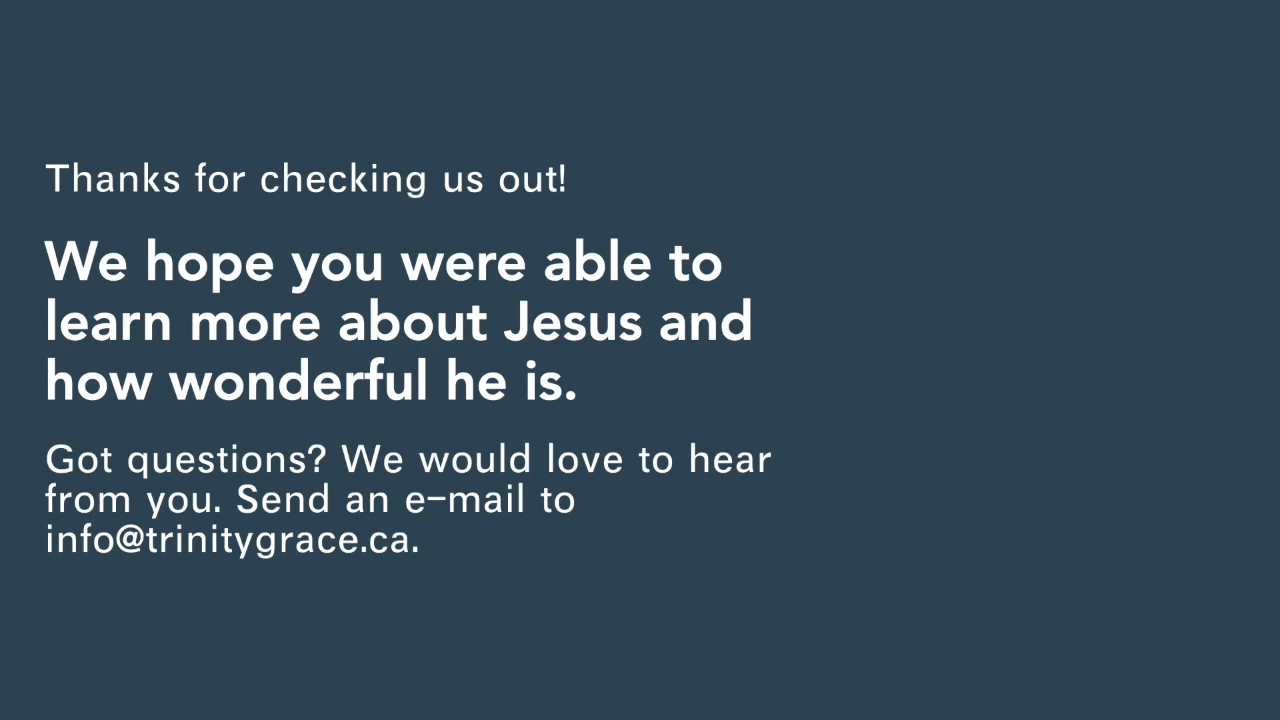 Thanks for checking us out!
We hope you were able to
learn more about Jesus and
how wonderful he is.
Got questions? We would love to hear
from you. Send an e-mail to
info@trinitygrace.ca.